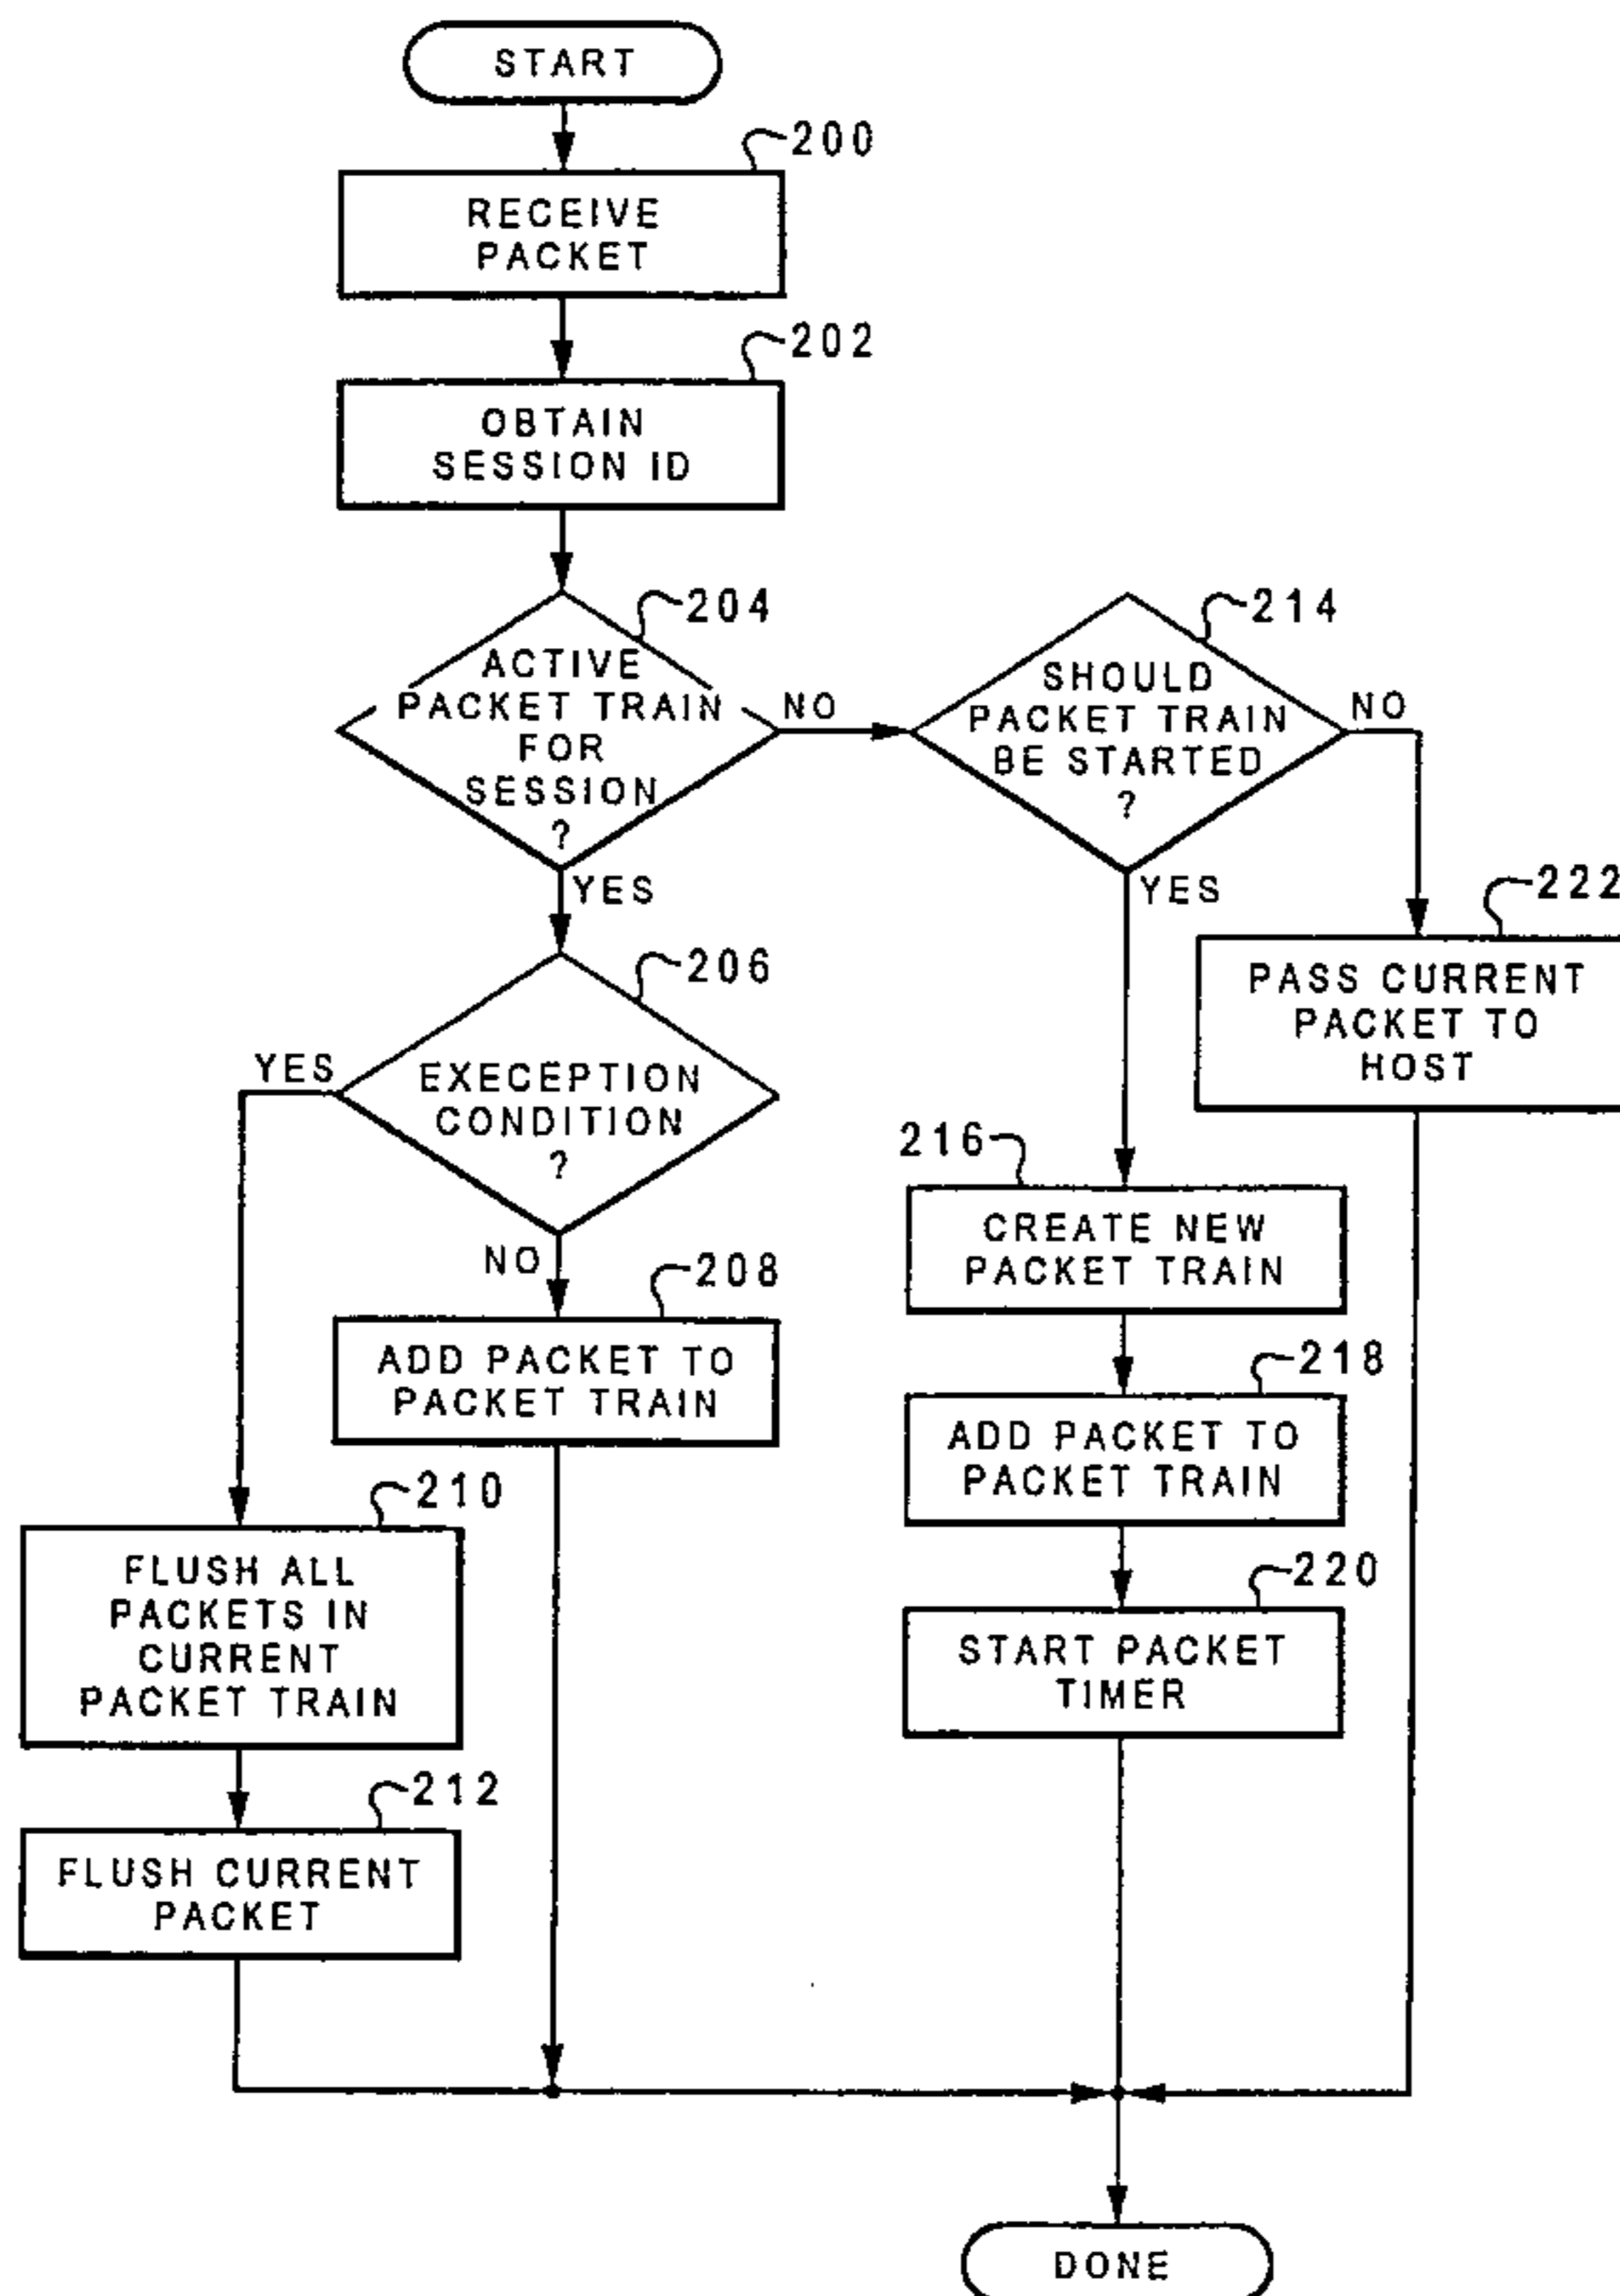 START
200
RECEIVE
PACKET
202
OBTAIN
SESSION ID
204
ACTIVE
PACKET TRAIN
FOR
SESSION
?
NO
YES
214
SHOULD
PACKET TRAIN
BE STARTED
?
NO
YES
222
PASS CURRENT
PACKET TO
HOST
206
EXECEPTION
CONDITION
?
YES
NO
208
ADD PACKET TO
PACKET TRAIN
210
FLUSH ALL
PACKETS IN
CURRENT
PACKET TRAIN
212
FLUSH CURRENT
PACKET
216
CREATE NEW
PACKET TRAIN
218
ADD PACKET TO
PACKET TRAIN
220
START PACKET
TIMER
DONE